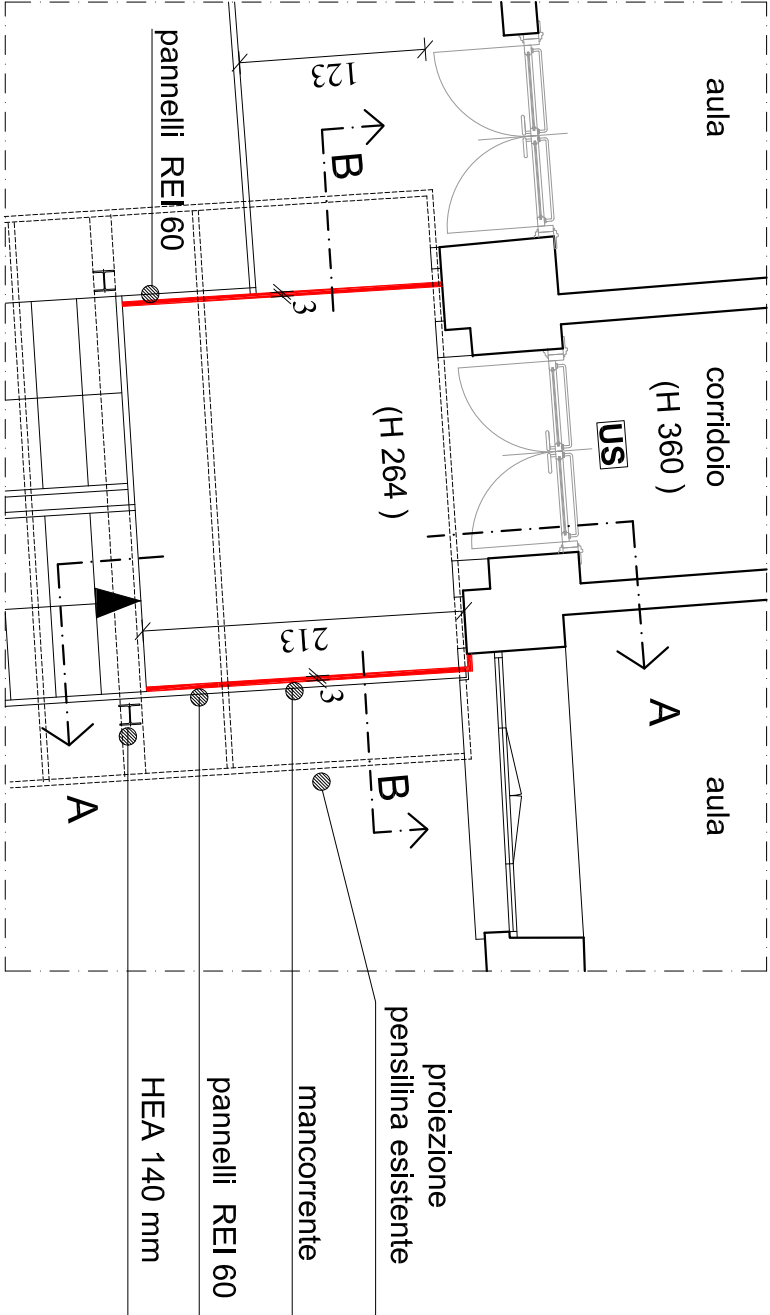 aula
corridoio
(H 360 )
aula
US
(H 264 )
123
B
A
3
213
3
B
A
H
H
pannelli REI 60
proiezione
pensilina esistente
mancorrente
pannelli REI 60
HEA 140 mm